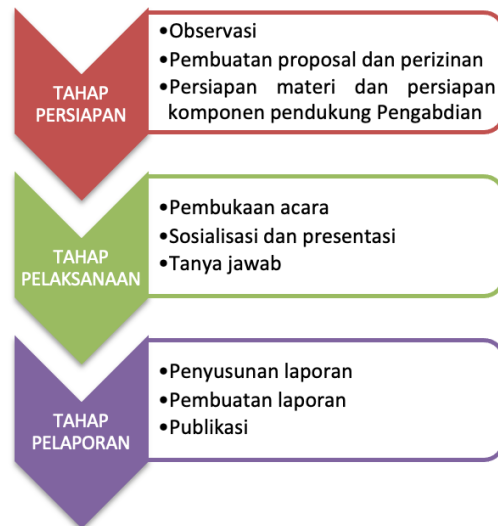 TAHAP
PERSIAPAN
•Observasi
•Pembuatan proposal dan perizinan
•Persiapan materi dan persiapan
komponen pendukung Pengabdian
TAHAP
PELAKSANAAN
•Pembukaan acara
•Sosialisasi dan presentasi
•Tanya jawab
TAHAP
PELAPORAN
•Penyusunan laporan
•Pembuatan laporan
•Publikasi